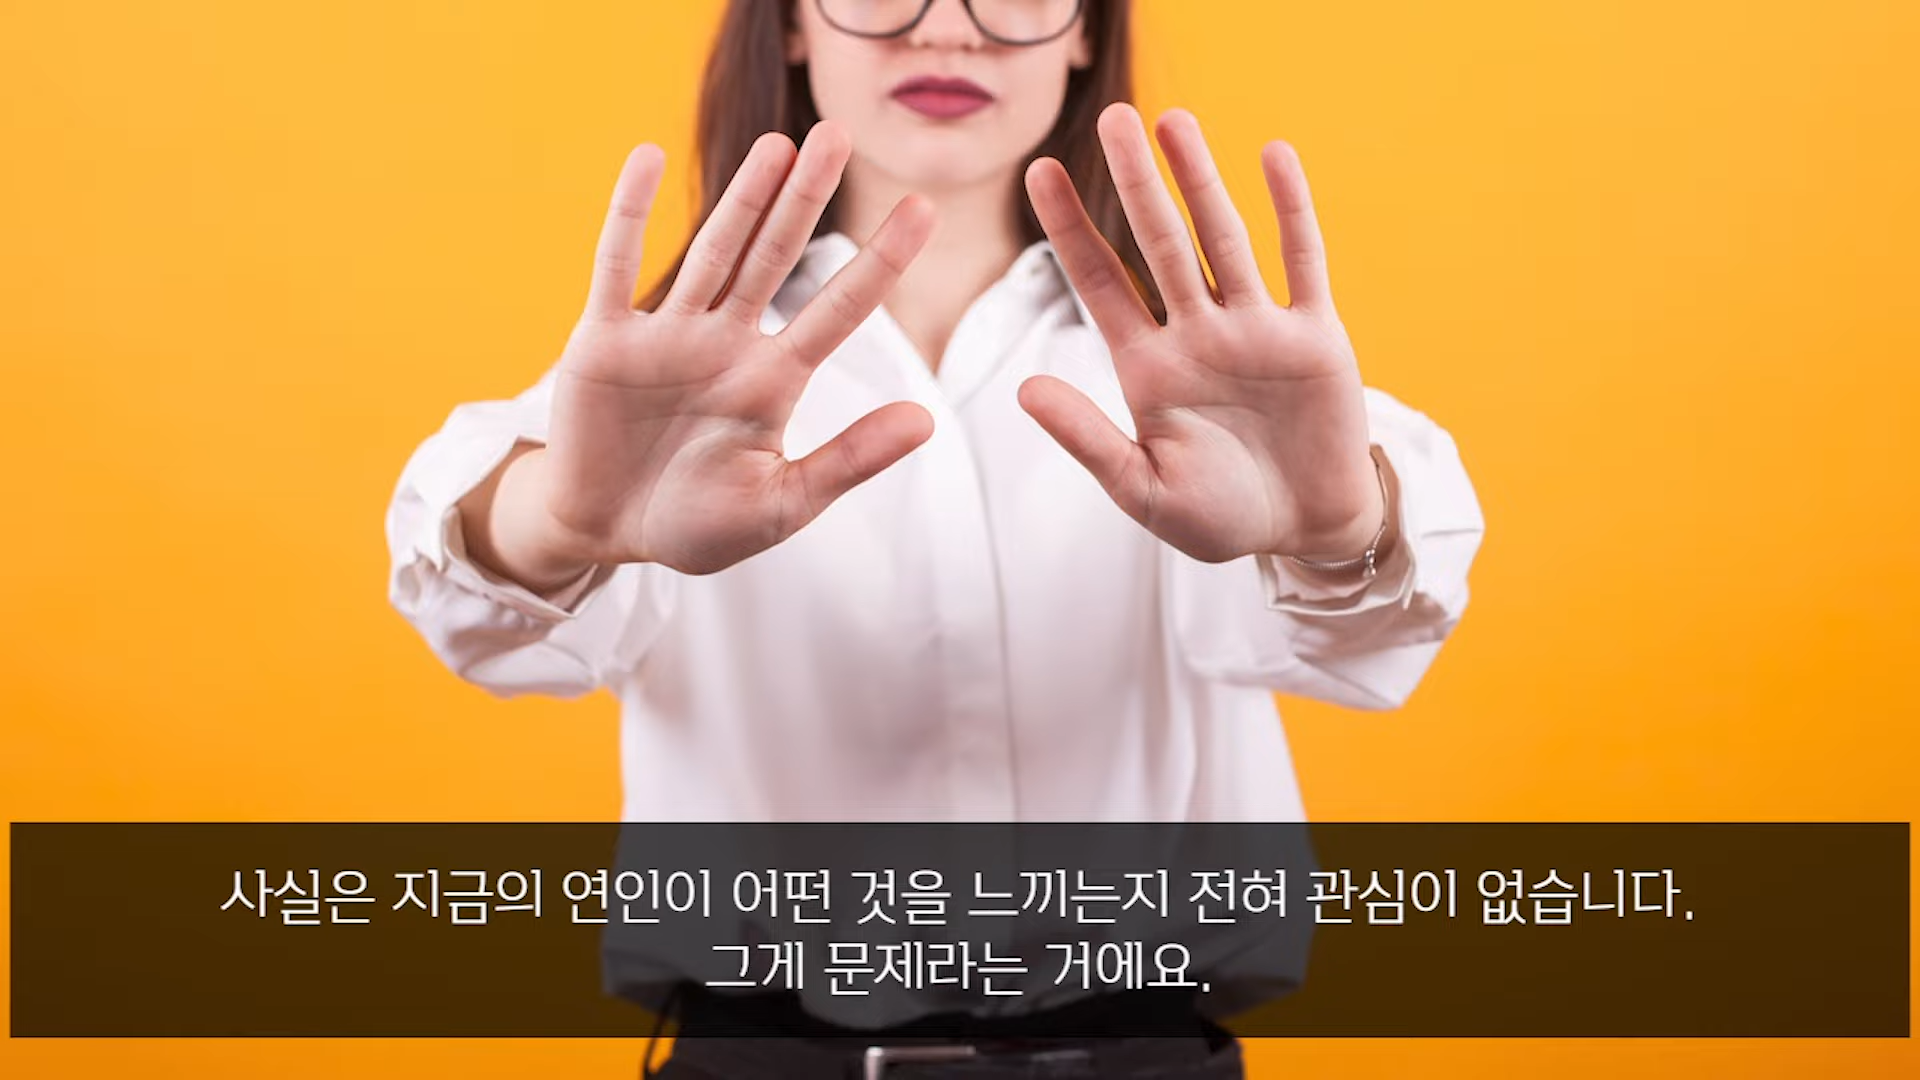 사실은 지금의 연인이 어떤 것을 느끼는지 전혀 관심이 없습니다.
그게 문제라는 거에요.